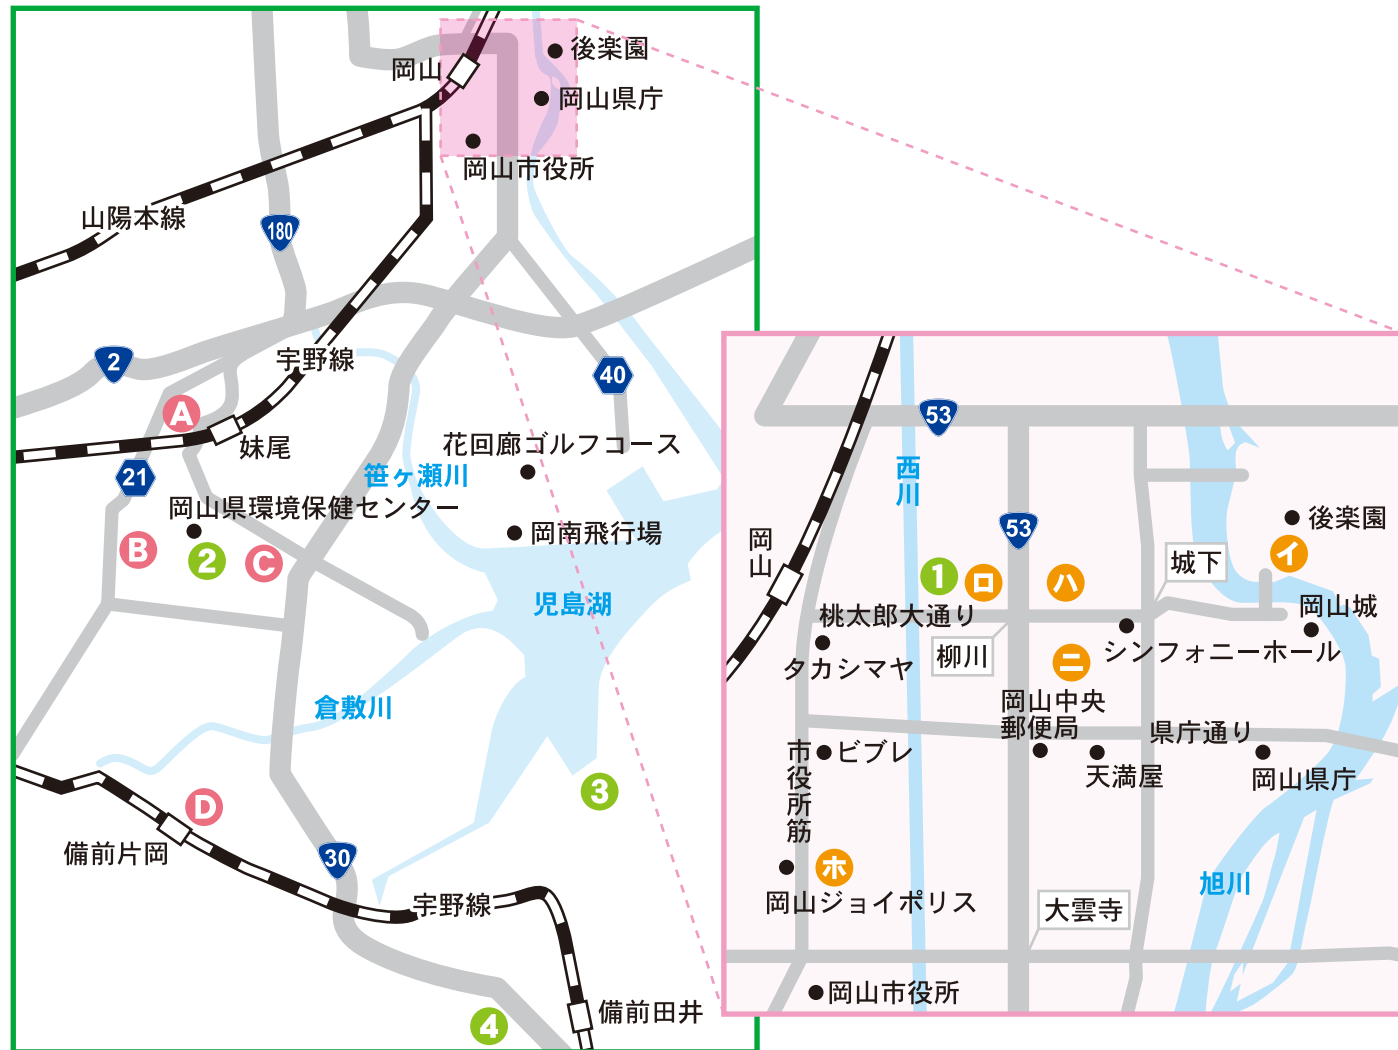 後楽園
岡山
岡山県庁
岡山市役所
山陽本線
180
宇野線
2
40
A
妹尾
花回廊ゴルフコース
21
笹ヶ瀬川
岡山県環境保健センター
岡南飛行場
B
2
C
児島湖
倉敷川
3
D
備前片岡
30
宇野線
備前田井
4
53
西川
53
後楽園
岡山
イ
城下
1
ロ
ハ
岡山城
桃太郎大通り
柳川
シンフォニーホール
タカシマヤ
ニ
岡山中央
郵便局
県庁通り
市役所筋
ビブレ
天満屋
岡山県庁
ホ
旭川
岡山ジョイポリス
大雲寺
岡山市役所